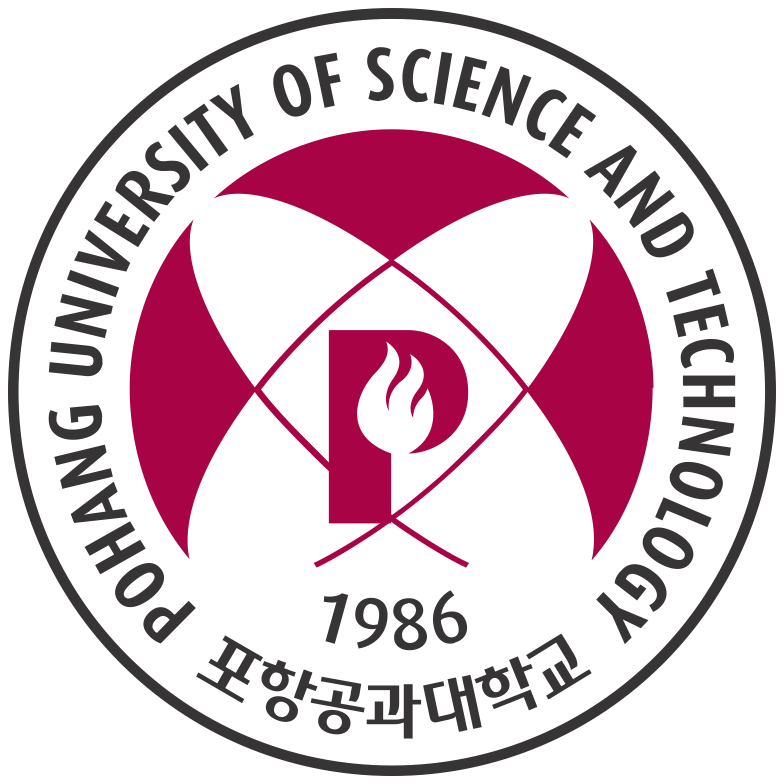 POHANG UNIVERSITY OF SCIENCE AND TECHNOLOGY
P
1986
포항공과대학교